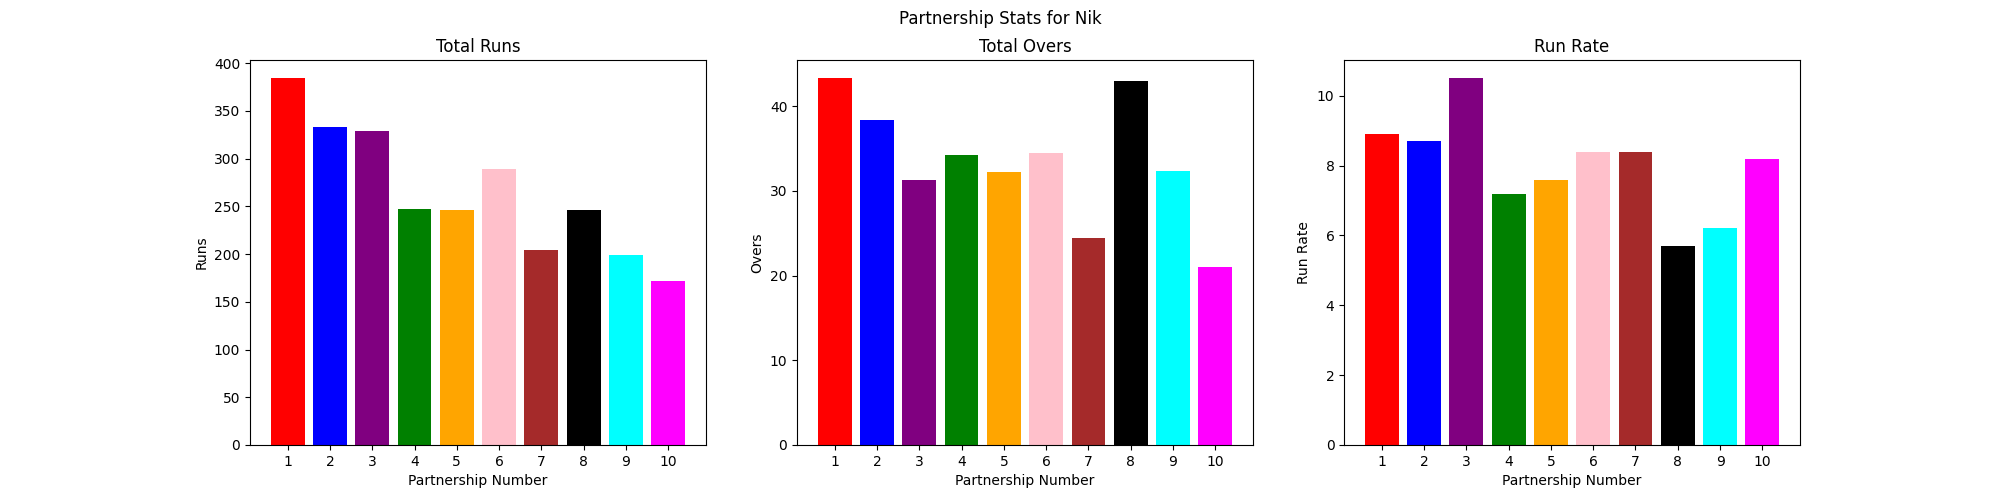 Partnership Stats for Nik
Total Runs
400
350
300
250
200
150
100
50
0
Runs
1 2 3 4 5 6 7 8 9 10
Partnership Number
Total Overs
40
30
20
10
0
Overs
1 2 3 4 5 6 7 8 9 10
Partnership Number
Run Rate
10
8
6
4
2
0
Run Rate
1 2 3 4 5 6 7 8 9 10
Partnership Number